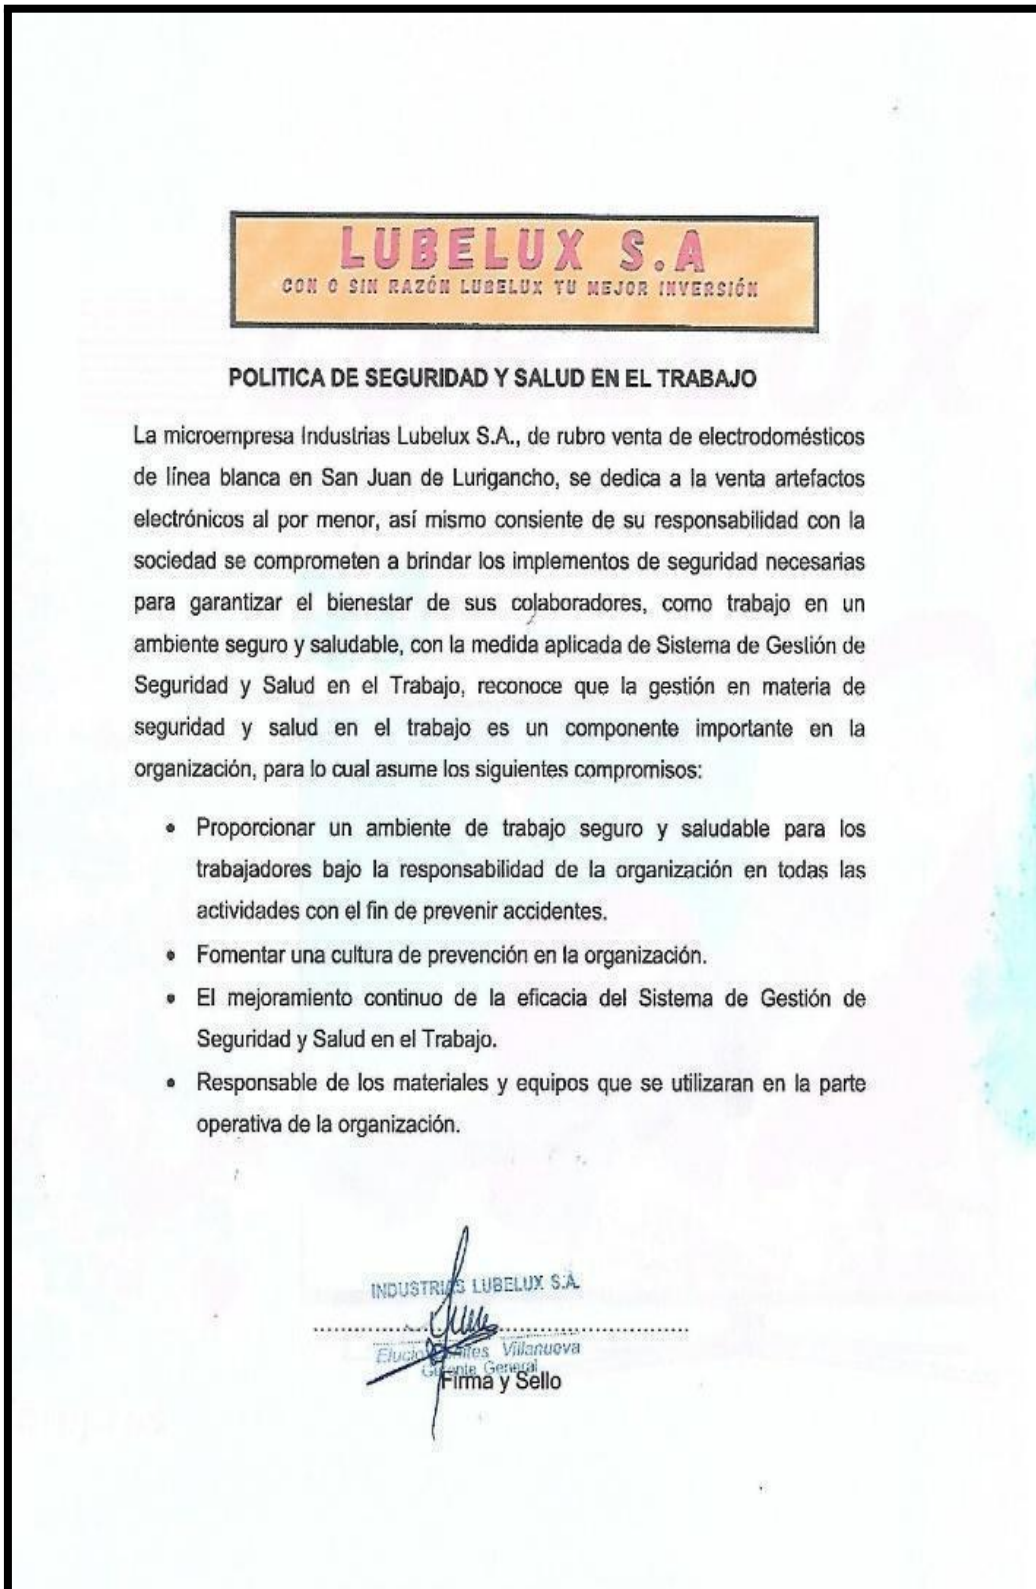 LUBELUX S.A
CON O SIN RAZÓN LUBELUX TU MEJOR INVERSIÓN
POLITICA DE SEGURIDAD Y SALUD EN EL TRABAJO
La microempresa Industrias Lubelux S.A., de rubro venta de electrodomésticos
de línea blanca en San Juan de Lurigancho, se dedica a la venta artefactos
electrónicos al por menor, así mismo consiente de su responsabilidad con la
sociedad se comprometen a brindar los implementos de seguridad necesarias
para garantizar el bienestar de sus colaboradores, como trabajo en un
ambiente seguro y saludable, con la medida aplicada de Sistema de Gestión de
Seguridad y Salud en el Trabajo, reconoce que la gestión en materia de
seguridad y salud en el trabajo es un componente importante en la
organización, para lo cual asume los siguientes compromisos:
• Proporcionar un ambiente de trabajo seguro y saludable para los
trabajadores bajo la responsabilidad de la organización en todas las
actividades con el fin de prevenir accidentes.
• Fomentar una cultura de prevención en la organización.
• El mejoramiento continuo de la eficacia del Sistema de Gestión de
Seguridad y Salud en el Trabajo.
• Responsable de los materiales y equipos que se utilizaran en la parte
operativa de la organización.
INDUSTRIAS LUBELUX S.A.
Elucio Villanueva
Gerente General
Firma y Sello